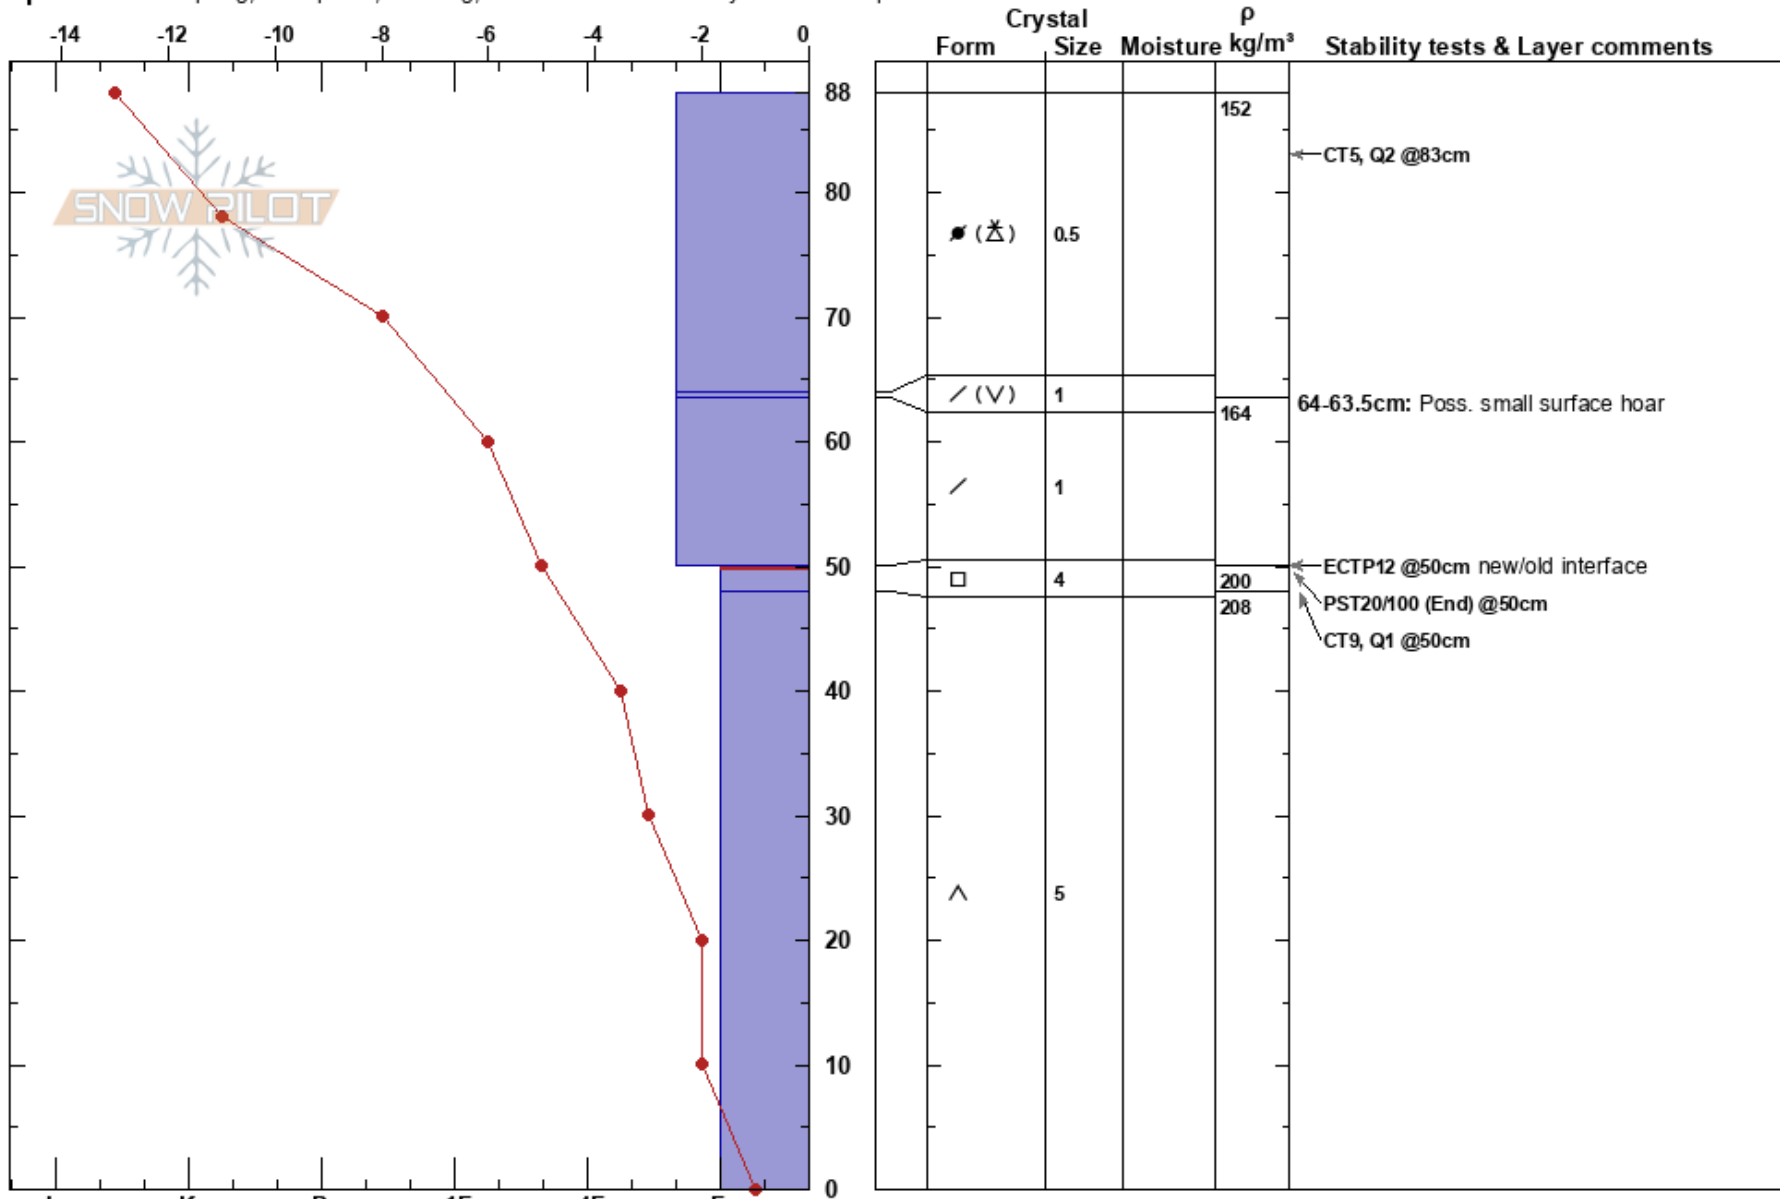 -14 -12 -10 -8 -6 -4 -2 0
Crystal ρ
Form Size Moisture kg/m³ Stability tests & Layer comments
88
152
CT5, Q2 @83cm
SNOW PILOT
80
0.5
70
1
64-63.5cm: Poss. small surface hoar
164
60
1
50
ECTP12 @50cm new/old interface
4
200
PST20/100 (End) @50cm
208
CT9, Q1 @50cm
40
30
5
20
10
0